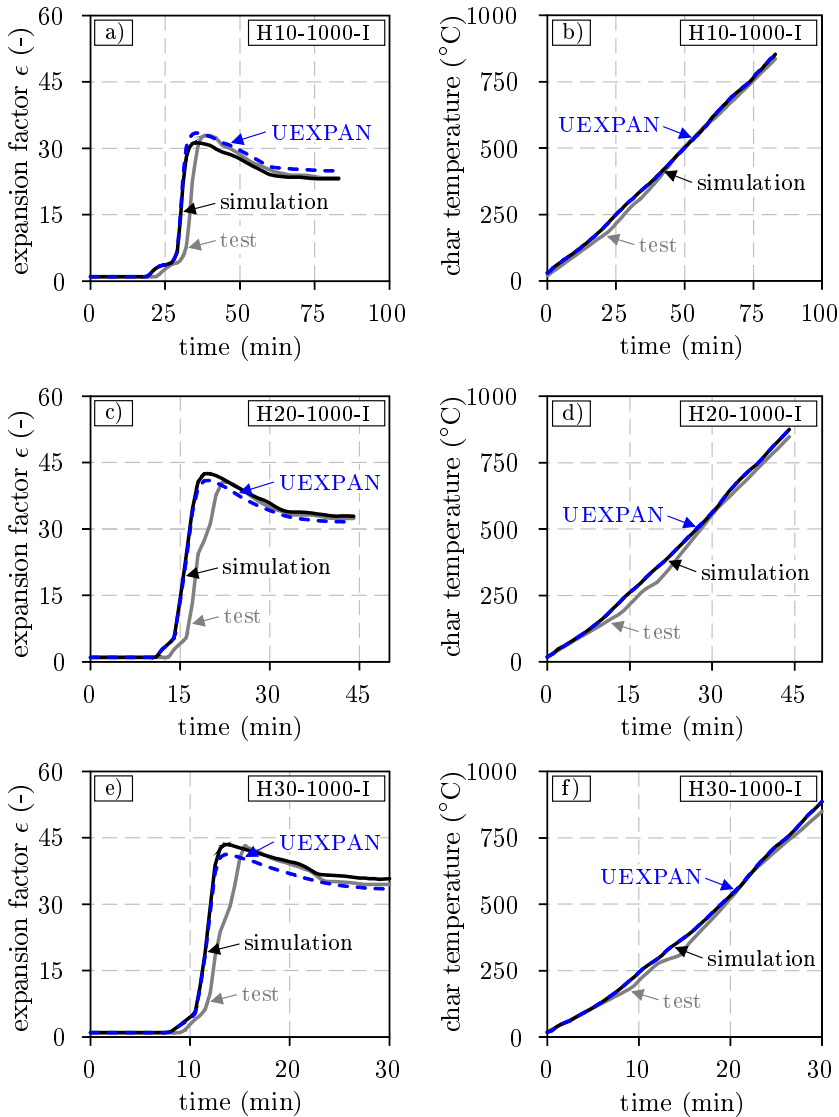 a)
H10-1000-I
expansion factor ϵ (-)
60
45
30
15
0
UEXPAN
simulation
test
0
25
50
75
100
time (min)
b)
H10-1000-I
char temperature (°C)
1000
750
500
250
0
UEXPAN
simulation
test
0
25
50
75
100
time (min)
c)
H20-1000-I
expansion factor ϵ (-)
60
45
30
15
0
UEXPAN
simulation
test
0
15
30
45
time (min)
d)
H20-1000-I
char temperature (°C)
1000
750
500
250
0
UEXPAN
simulation
test
0
15
30
45
time (min)
e)
H30-1000-I
expansion factor ϵ (-)
60
45
30
15
0
UEXPAN
simulation
test
0
10
20
30
time (min)
f)
H30-1000-I
char temperature (°C)
1000
750
500
250
0
UEXPAN
simulation
test
0
10
20
30
time (min)